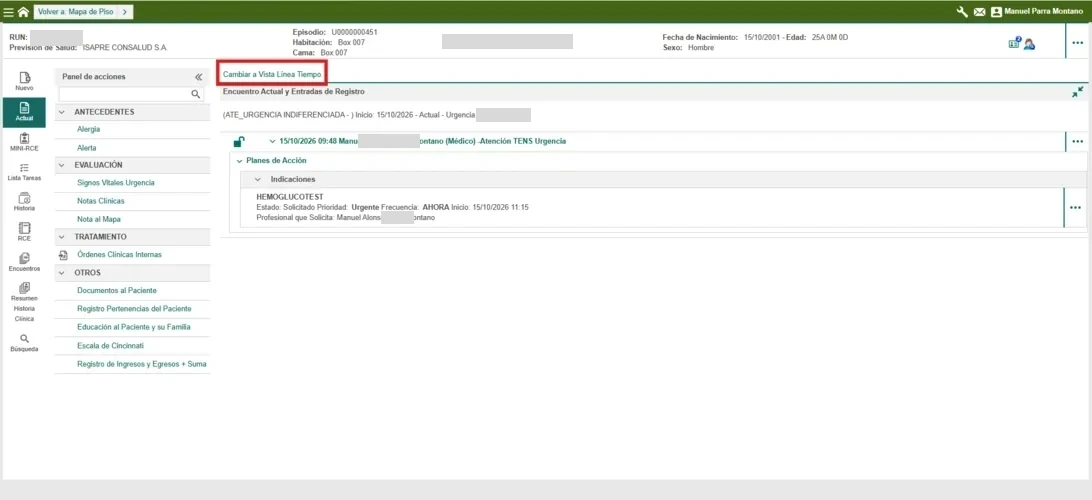 Volver a: Mapa de Piso
Manuel Parra Montano
RUN:
Previsión de Salud: ISAPRE CONSALUD S.A.
Episodio: U0000000451
Habitación: Box 007
Cama: Box 007
Fecha de Nacimiento: 15/10/2001 - Edad: 25A 0M 0D
Sexo: Hombre
Nuevo
Actual
MINI-RCE
Lista Tareas
Historia
RCE
Encuentros
Resumen
Historia
Clínica
Búsqueda
Panel de acciones
ANTECEDENTES
Alergia
Alerta
EVALUACIÓN
Signos Vitales Urgencia
Notas Clínicas
Nota al Mapa
TRATAMIENTO
Órdenes Clínicas Internas
OTROS
Documentos al Paciente
Registro Pertenencias del Paciente
Educación al Paciente y su Familia
Escala de Cincinnati
Registro de Ingresos y Egresos + Suma
Cambiar a Vista Línea Tiempo
Encuentro Actual y Entradas de Registro
(ATE_URGENCIA INDIFERENCIADA - ) Inicio: 15/10/2026 - Actual - Urgencia
15/10/2026 09:48 Manu ontano (Médico) -Atención TENS Urgencia
Planes de Acción
Indicaciones
HEMOGLUCOTEST
Estado: Solicitado Prioridad: Urgente Frecuencia: AHORA Inicio: 15/10/2026 11:15
Profesional que Solicita: Manuel Alons ontano